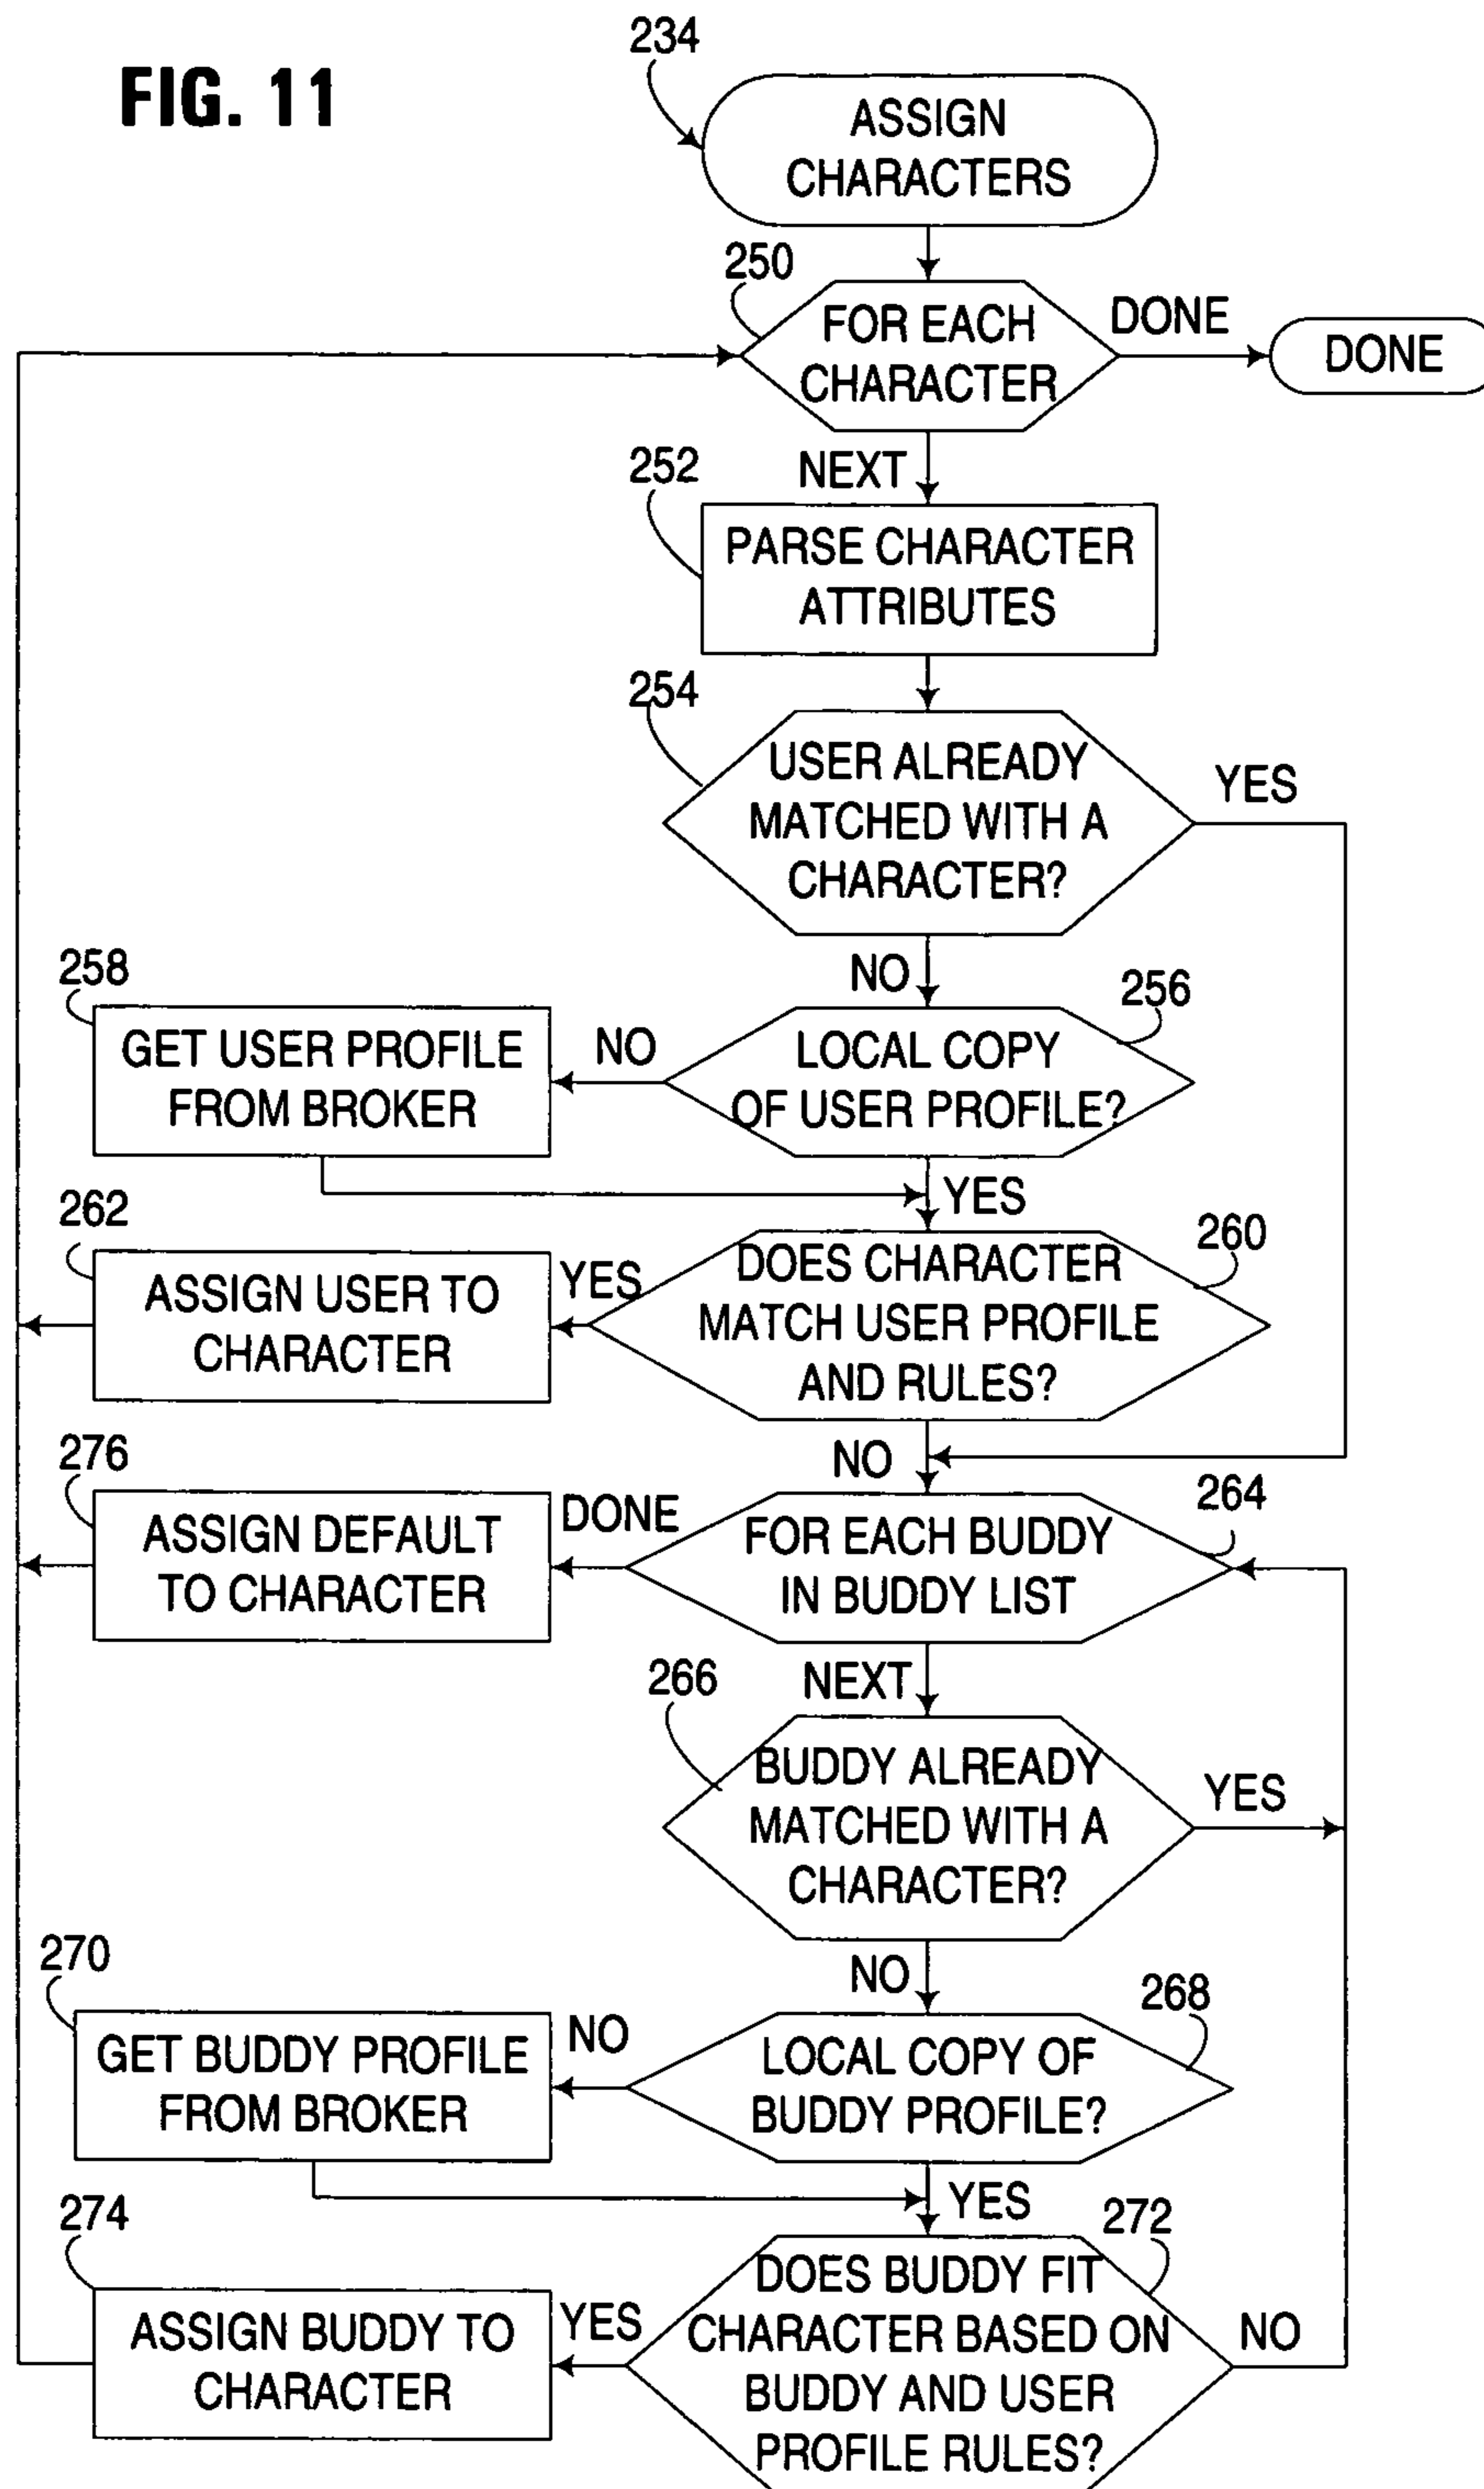 FIG. 11
234
ASSIGN
CHARACTERS
250
FOR EACH
CHARACTER
DONE
DONE
NEXT
252
PARSE CHARACTER
ATTRIBUTES
254
USER ALREADY
MATCHED WITH A
CHARACTER?
YES
NO
256
LOCAL COPY
OF USER PROFILE?
NO
258
GET USER PROFILE
FROM BROKER
YES
260
DOES CHARACTER
MATCH USER PROFILE
AND RULES?
YES
262
ASSIGN USER TO
CHARACTER
NO
264
FOR EACH BUDDY
IN BUDDY LIST
DONE
276
ASSIGN DEFAULT
TO CHARACTER
NEXT
266
BUDDY ALREADY
MATCHED WITH A
CHARACTER?
YES
NO
268
LOCAL COPY OF
BUDDY PROFILE?
NO
270
GET BUDDY PROFILE
FROM BROKER
YES
272
DOES BUDDY FIT
CHARACTER BASED ON
BUDDY AND USER
PROFILE RULES?
YES
274
ASSIGN BUDDY TO
CHARACTER
NO